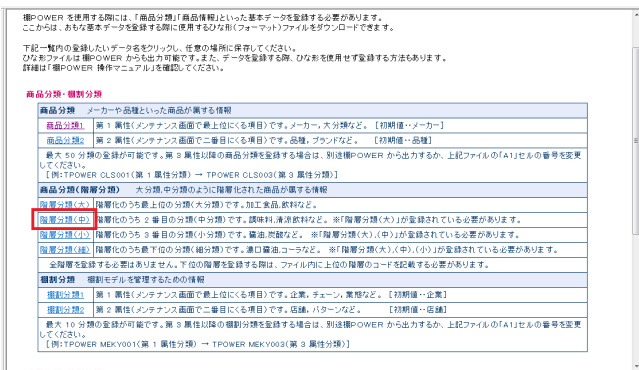 棚POWER を使用する際には、「商品分類」「商品情報」といった基本データを登録する必要があります。
ここからは、おもな基本データを登録する際に使用するひな形(フォーマット)ファイルをダウンロードできます。
下記一覧内の登録したいデータ名をクリックし、任意の場所に保存してください。
ひな形ファイルは棚POWER からも出力可能です。また、データを登録する際、ひな形を使用せず登録する方法もあります。
詳細は「棚POWER 操作マニュアル」を確認してください。
商品分類・棚割分類
商品分類 メーカーや品種といった商品が属する情報
商品分類1 第 1 属性(メンテナンス画面で最上位にくる項目)です。メーカー,大分類など。 [初期値‥メーカー]
商品分類2 第 2 属性(メンテナンス画面で二番目にくる項目)です。品種,ブランドなど。 [初期値‥品種]
最大 50 分類の登録が可能です。第 3 属性以降の商品分類を登録する場合は、別途棚POWER から出力するか、上記ファイルの「A1」セルの番号を変更
してください。
[例:TPOWER CLS001(第 1 属性分類) → TPOWER CLS003(第 3 属性分類)]
商品分類(階層分類) 大分類,中分類のように階層化された商品が属する情報
階層分類(大) 階層化のうち最上位の分類(大分類)です。加工食品,飲料など。
階層分類(中) 階層化のうち 2 番目の分類(中分類)です。調味料,清涼飲料など。 ※「階層分類(大)」が登録されている必要があります。
階層分類(小) 階層化のうち 3 番目の分類(小分類)です。醤油,炭酸など。 ※「階層分類(大),(中)」が登録されている必要があります。
階層分類(細) 階層化のうち最下位の分類(細分類)です。濃口醤油,コーラなど。 ※「階層分類(大),(中),(小)」が登録されている必要があります。
全階層を登録する必要はありません。下位の階層を登録する際は、ファイル内に上位の階層のコードを記載する必要があります。
棚割分類 棚割モデルを管理するための情報
棚割分類1 第 1 属性(メンテナンス画面で最上位にくる項目)です。企業,チェーン,業態など。 [初期値‥企業]
棚割分類2 第 2 属性(メンテナンス画面で二番目にくる項目)です。店舗,パターンなど。 [初期値‥店舗]
最大 10 分類の登録が可能です。第 3 属性以降の棚割分類を登録する場合は、別途棚POWER から出力するか、上記ファイルの「A1」セルの番号を変更
してください。
[例:TPOWER MEKY001(第 1 属性分類) → TPOWER MEKY003(第 3 属性分類)]